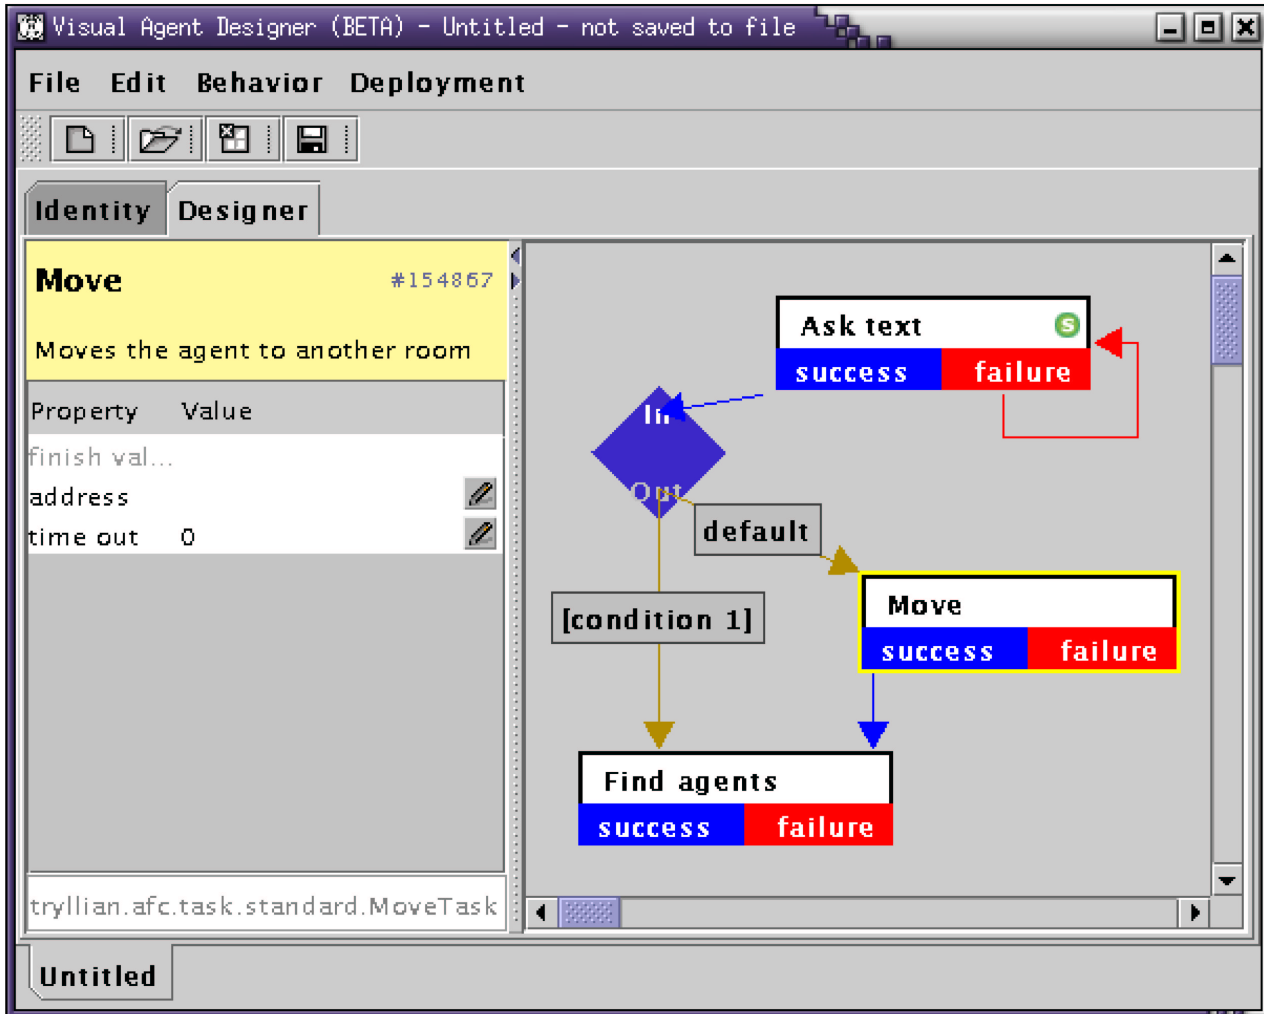 Visual Agent Designer (BETA) - Untitled - not saved to file
File Edit Behavior Deployment
Identity Designer
Move #154867
Moves the agent to another room
Property Value
finish val...
address
time out 0
tryllian.afc.task.standard.MoveTask
Ask text S
success failure
In
Out
default
[condition 1]
Move
success failure
Find agents
success failure
Untitled